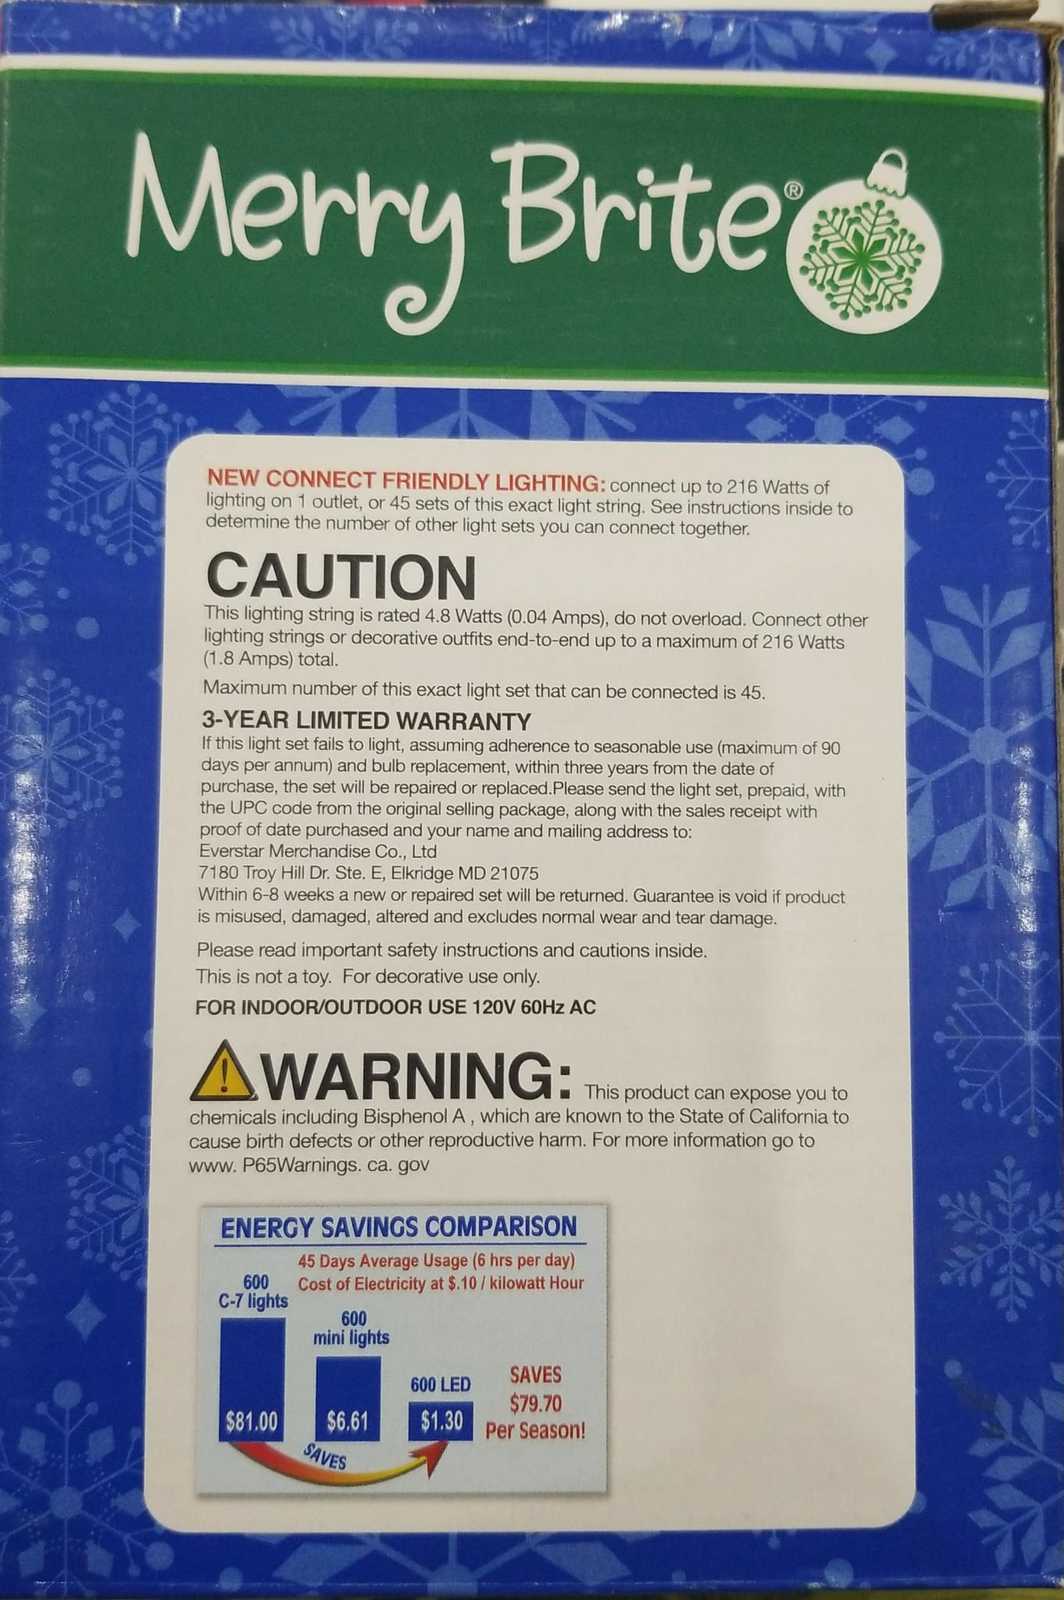 Merry Brite®
NEW CONNECT FRIENDLY LIGHTING: connect up to 216 Watts of
lighting on 1 outlet, or 45 sets of this exact light string. See instructions inside to
determine the number of other light sets you can connect together.
CAUTION
This lighting string is rated 4.8 Watts (0.04 Amps), do not overload. Connect other
lighting strings or decorative outfits end-to-end up to a maximum of 216 Watts
(1.8 Amps) total.
Maximum number of this exact light set that can be connected is 45.
3-YEAR LIMITED WARRANTY
If this light set fails to light, assuming adherence to seasonable use (maximum of 90
days per annum) and bulb replacement, within three years from the date of
purchase, the set will be repaired or replaced.Please send the light set, prepaid, with
the UPC code from the original selling package, along with the sales receipt with
proof of date purchased and your name and mailing address to:
Everstar Merchandise Co., Ltd
7180 Troy Hill Dr. Ste. E, Elkridge MD 21075
Within 6-8 weeks a new or repaired set will be returned. Guarantee is void if product
is misused, damaged, altered and excludes normal wear and tear damage.
Please read important safety instructions and cautions inside.
This is not a toy. For decorative use only.
FOR INDOOR/OUTDOOR USE 120V 60Hz AC
WARNING: This product can expose you to
chemicals including Bisphenol A , which are known to the State of California to
cause birth defects or other reproductive harm. For more information go to
www. P65Warnings. ca. gov
ENERGY SAVINGS COMPARISON
45 Days Average Usage (6 hrs per day)
Cost of Electricity at $.10 / kilowatt Hour
600
C-7 lights
600
mini lights
600 LED
$81.00
$6.61
$1.30
SAVES
$79.70
Per Season!
SAVES